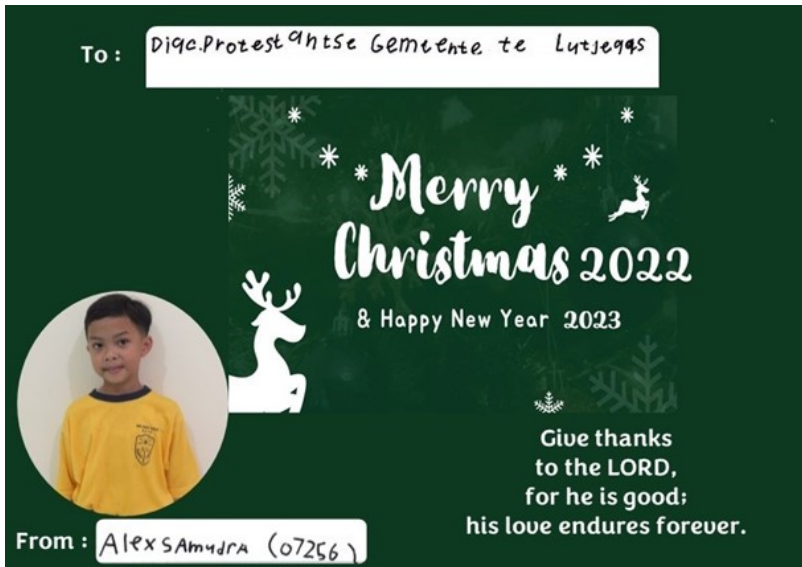 To : Diac.Protestantse Gemeente te Lutjegas
Merry
Christmas 2022
& Happy New Year 2023
Give thanks
to the LORD,
for he is good;
his love endures forever.
From : Alex SAmudrA (07256)